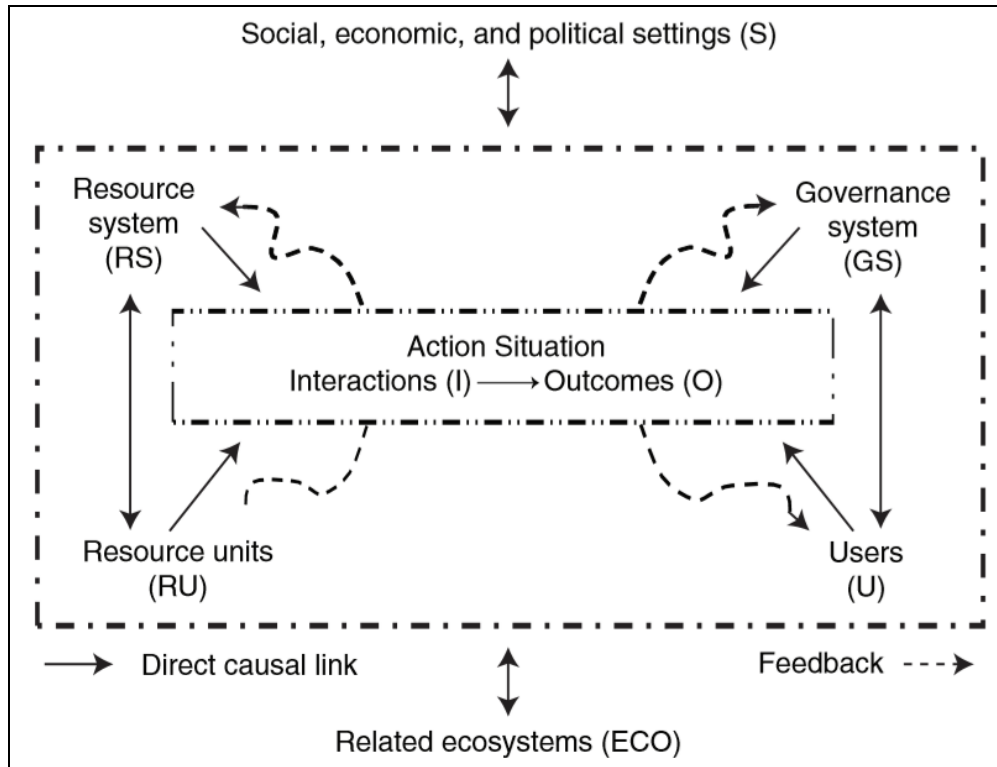 Social, economic, and political settings (S)
Resource
system
(RS)
Governance
system
(GS)
Action Situation
Interactions (I) Outcomes (O)
Resource units
(RU)
Users
(U)
Direct causal link
Feedback
Related ecosystems (ECO)